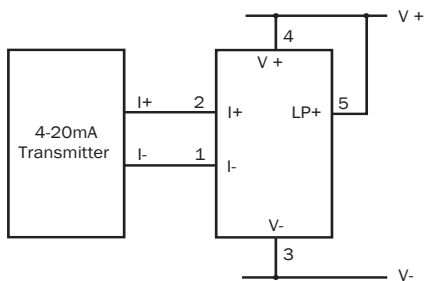 V +
4
V +
I+ 2
I+ LP+ 5
4-20mA
Transmitter
I- 1
I-
V-
3
V-